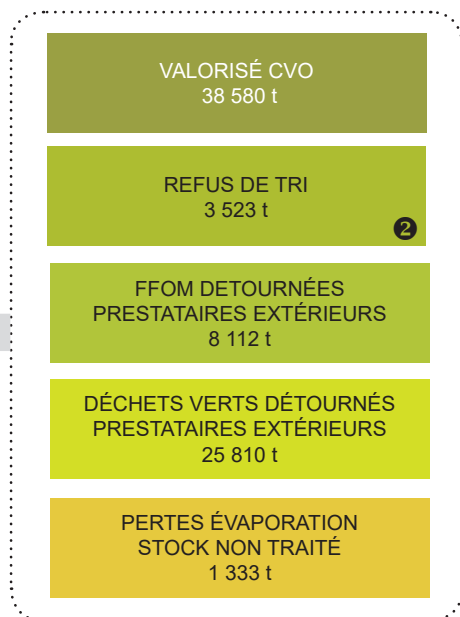 VALORISÉ CVO
38 580 t
REFUS DE TRI
3 523 t
❷
FFOM DETOURNÉES
PRESTATAIRES EXTÉRIEURS
8 112 t
DÉCHETS VERTS DÉTOURNÉS
PRESTATAIRES EXTÉRIEURS
25 810 t
PERTES ÉVAPORATION
STOCK NON TRAITÉ
1 333 t